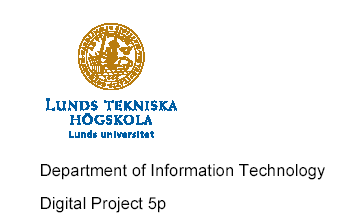 LUNDS TEKNISKA
HÖGSKOLA
Lunds universitet
Department of Information Technology
Digital Project 5p